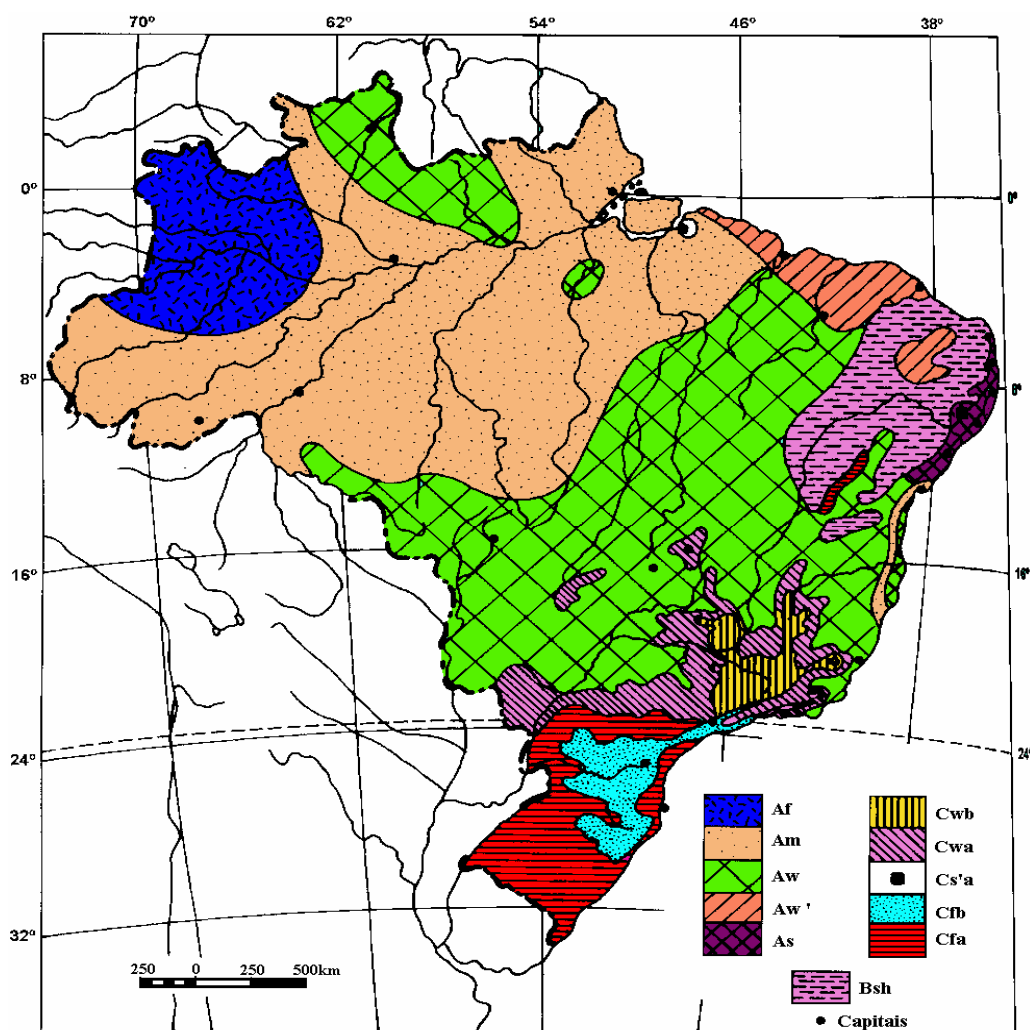 70° 62° 54° 46° 38°
0° 0°
8° 8°
16° 16°
24° 24°
32°
Af Cwb
Am Cwa
Aw Cs'a
Aw ' Cfb
As Cfa
250 0 250 500km
Bsh
Capitais